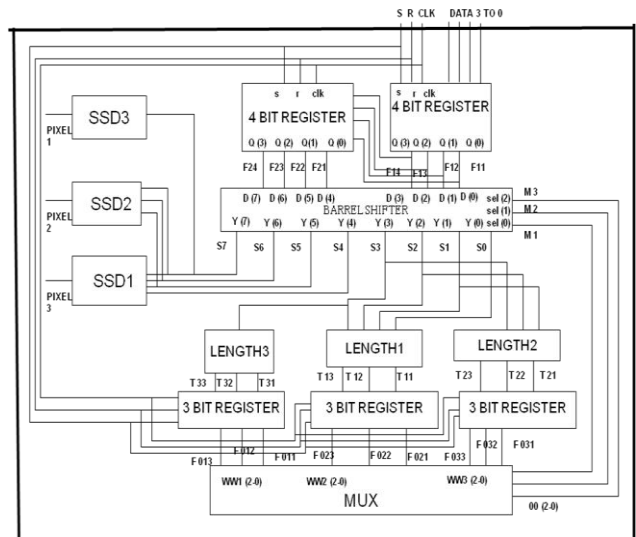 S R CLK DATA 3 TO 0
s r clk
4 BIT REGISTER
Q (3) Q (2) Q(1) Q (0)
s r clk
4 BIT REGISTER
Q (3) Q (2) Q (1) Q (0)
SSD3
PIXEL
1
SSD2
PIXEL
2
SSD1
PIXEL
3
F24 F23 F22 F21 F14 F13 F12 F11
D (7) D (6) D (5) D (4) D (3) D (2) D (1) D (0) sel (2)
BARRELSHIFTER
sel (1)
Y (7) Y (6) Y (5) Y (4) Y (3) Y (2) Y (1) Y (0) sel (0)
M 3
M 2
M 1
S7 S6 S5 S4 S3 S2 S1 S0
LENGTH3
LENGTH1
LENGTH2
T 33 T 32 T 31
T 13 T 12 T 11
T 23 T 22 T 21
3 BIT REGISTER
3 BIT REGISTER
3 BIT REGISTER
F 013 F 012 F 011 F 023 F 022 F 021 F 033 F 032 F 031
WW1 (2-0) WW2 (2-0) WW3 (2-0)
MUX
00 (2-0)